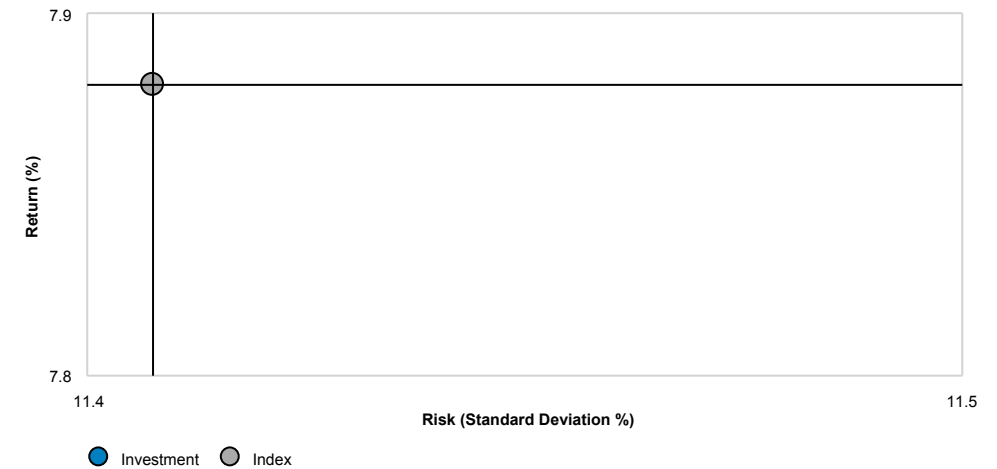 7.9
Return (%)
7.8
11.4
11.5
Risk (Standard Deviation %)
Investment Index